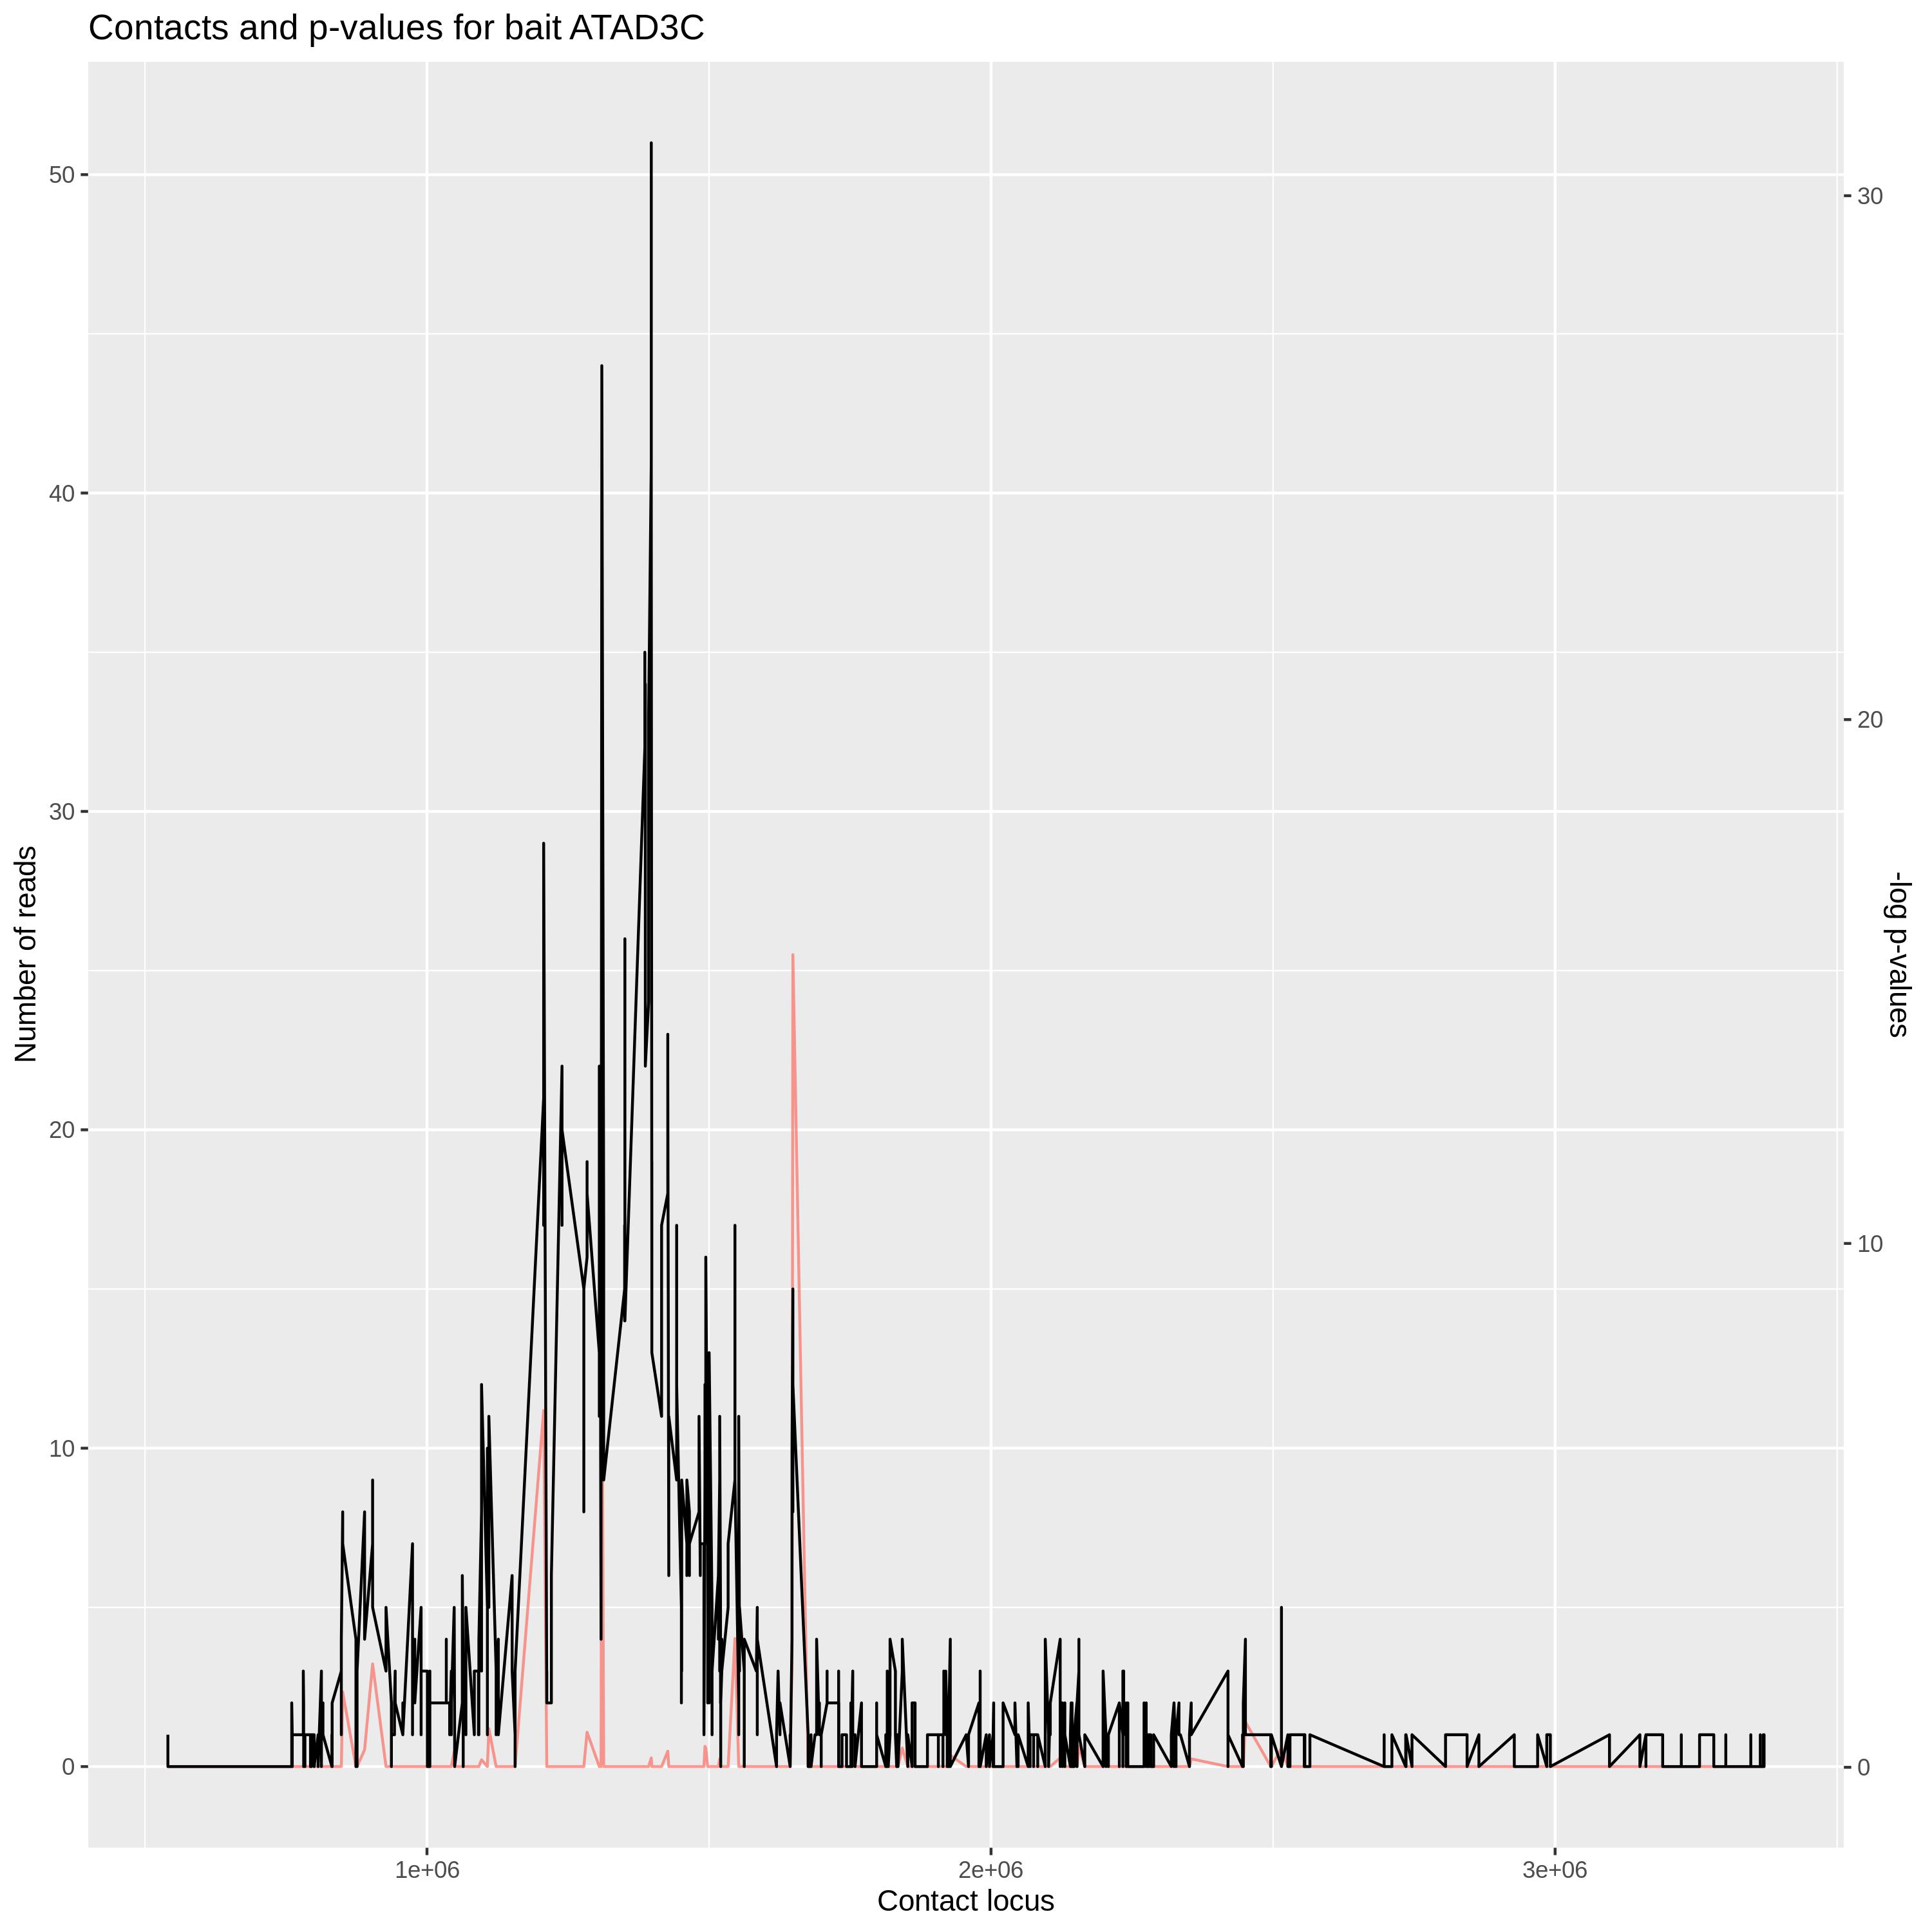 Contacts and p-values for bait ATAD3C
50
40
30
20
10
0
Number of reads
30
20
10
0
-log p-values
1e+06
2e+06
3e+06
Contact locus